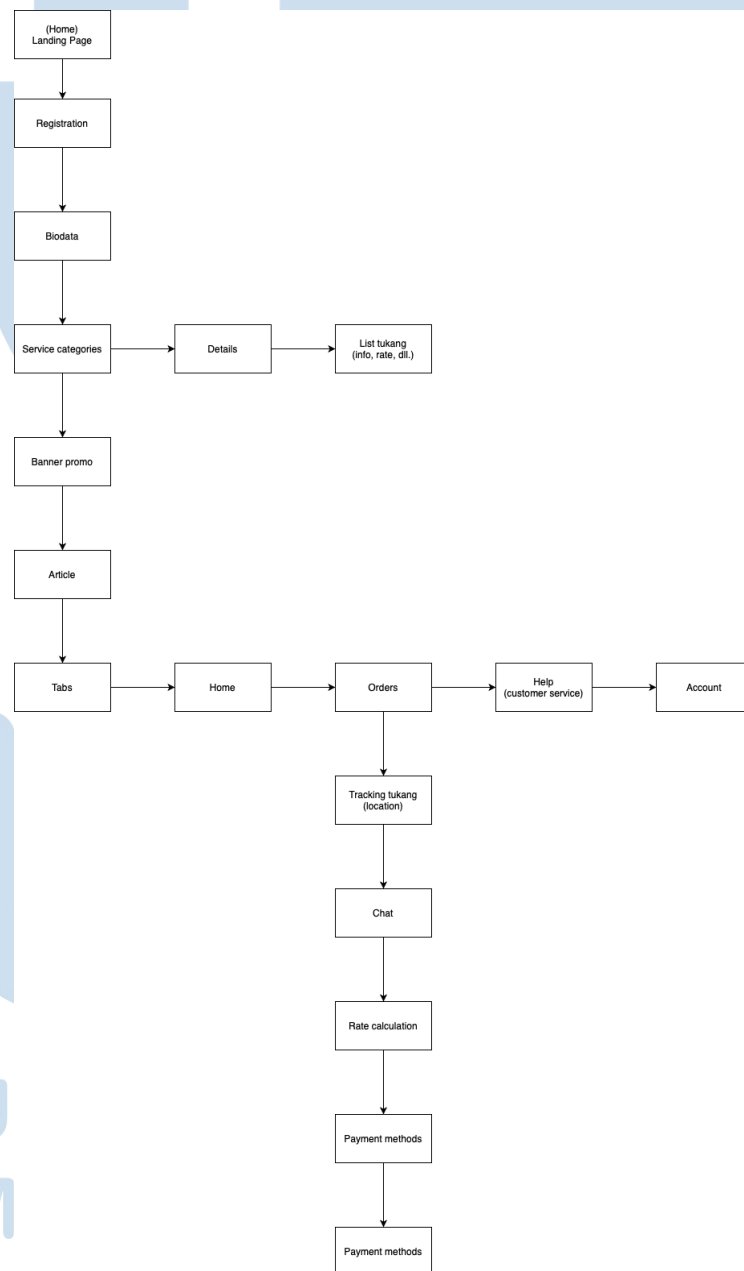 (Home)
Landing Page
Registration
Biodata
Service categories
Details
List tukang
(info, rate, dll.)
Banner promo
Article
Tabs
Home
Orders
Help
(customer service)
Account
Tracking tukang
(location)
Chat
Rate calculation
Payment methods
Payment methods